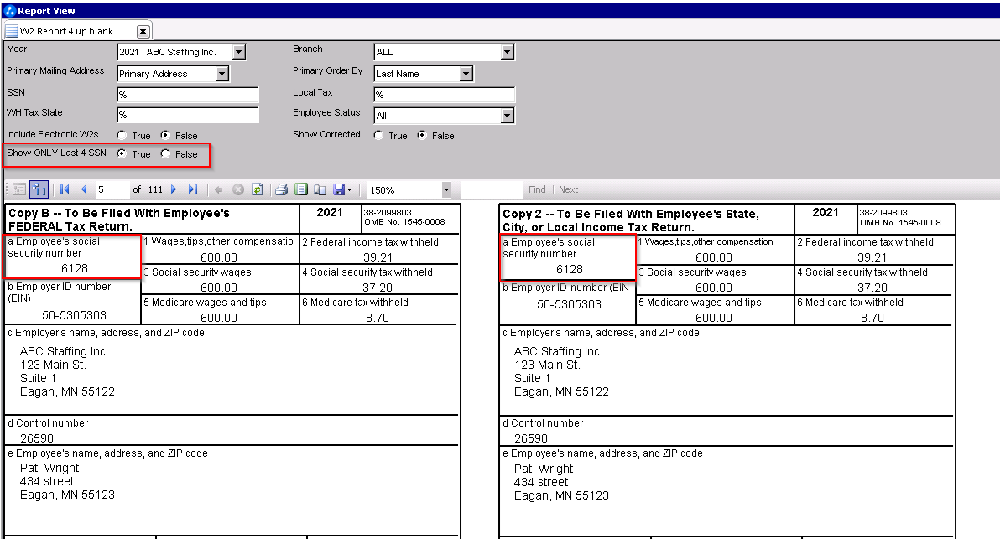 Report View
W2 Report 4 up blank
Year 2021 | ABC Staffing Inc. Branch ALL
Primary Mailing Address Primary Address Primary Order By Last Name
SSN % Local Tax %
WH Tax State % Employee Status All
Include Electronic W2s True False Show Corrected True False
Show ONLY Last 4 SSN True False
5 of 111 150% Find | Next
Copy B -- To Be Filed With Employee's
FEDERAL Tax Return.
2021
38-2099803
OMB No. 1545-0008
a Employee's social
security number
6128
1 Wages,tips,other compensatio
600.00
2 Federal income tax withheld
39.21
3 Social security wages
600.00
4 Social security tax withheld
37.20
b Employer ID number
(EIN)
50-5305303
5 Medicare wages and tips
600.00
6 Medicare tax withheld
8.70
c Employer's name, address, and ZIP code
ABC Staffing Inc.
123 Main St.
Suite 1
Eagan, MN 55122
d Control number
26598
e Employee's name, address, and ZIP code
Pat Wright
434 street
Eagan, MN 55123
Copy 2 -- To Be Filed With Employee's State,
City, or Local Income Tax Return.
2021
38-2099803
OMB No. 1545-0008
a Employee's social
security number
6128
1 Wages,tips,other compensation
600.00
2 Federal income tax withheld
39.21
3 Social security wages
600.00
4 Social security tax withheld
37.20
b Employer ID number (EIN
50-5305303
5 Medicare wages and tips
600.00
6 Medicare tax withheld
8.70
c Employer's name, address, and ZIP code
ABC Staffing Inc.
123 Main St.
Suite 1
Eagan, MN 55122
d Control number
26598
e Employee's name, address, and ZIP code
Pat Wright
434 street
Eagan, MN 55123